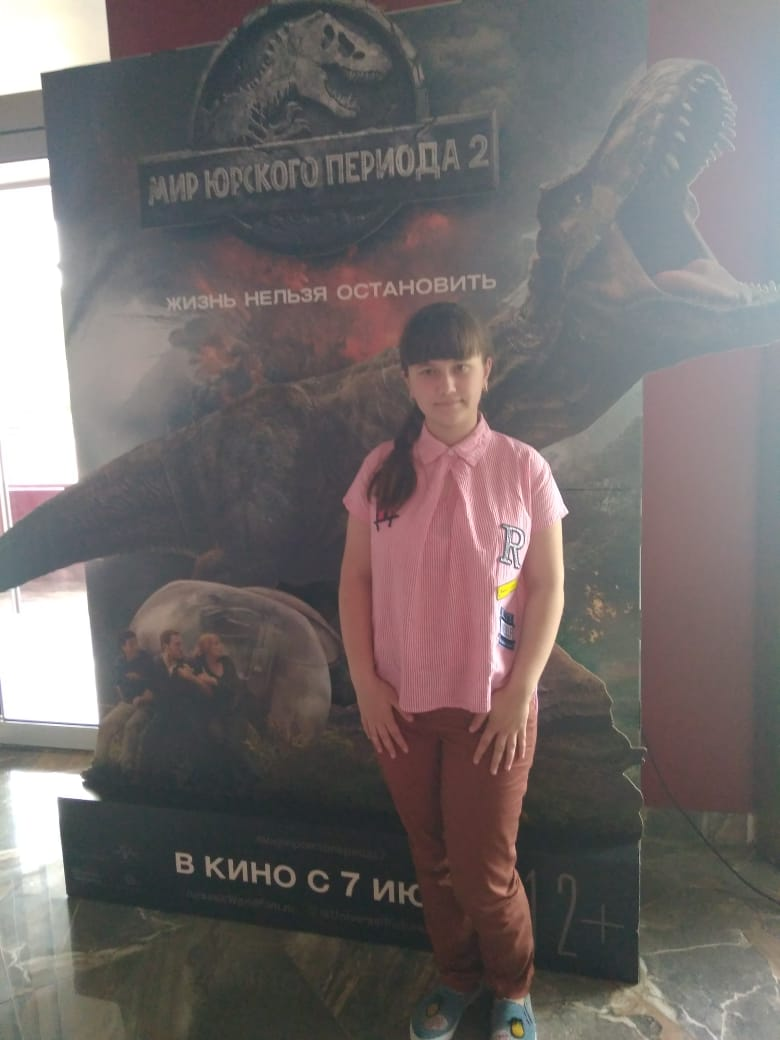 МИР ЮРСКОГО ПЕРИОДА 2
ЖИЗНЬ НЕЛЬЗЯ ОСТАНОВИТЬ
R
В КИНО С 7 ИЮ
12+